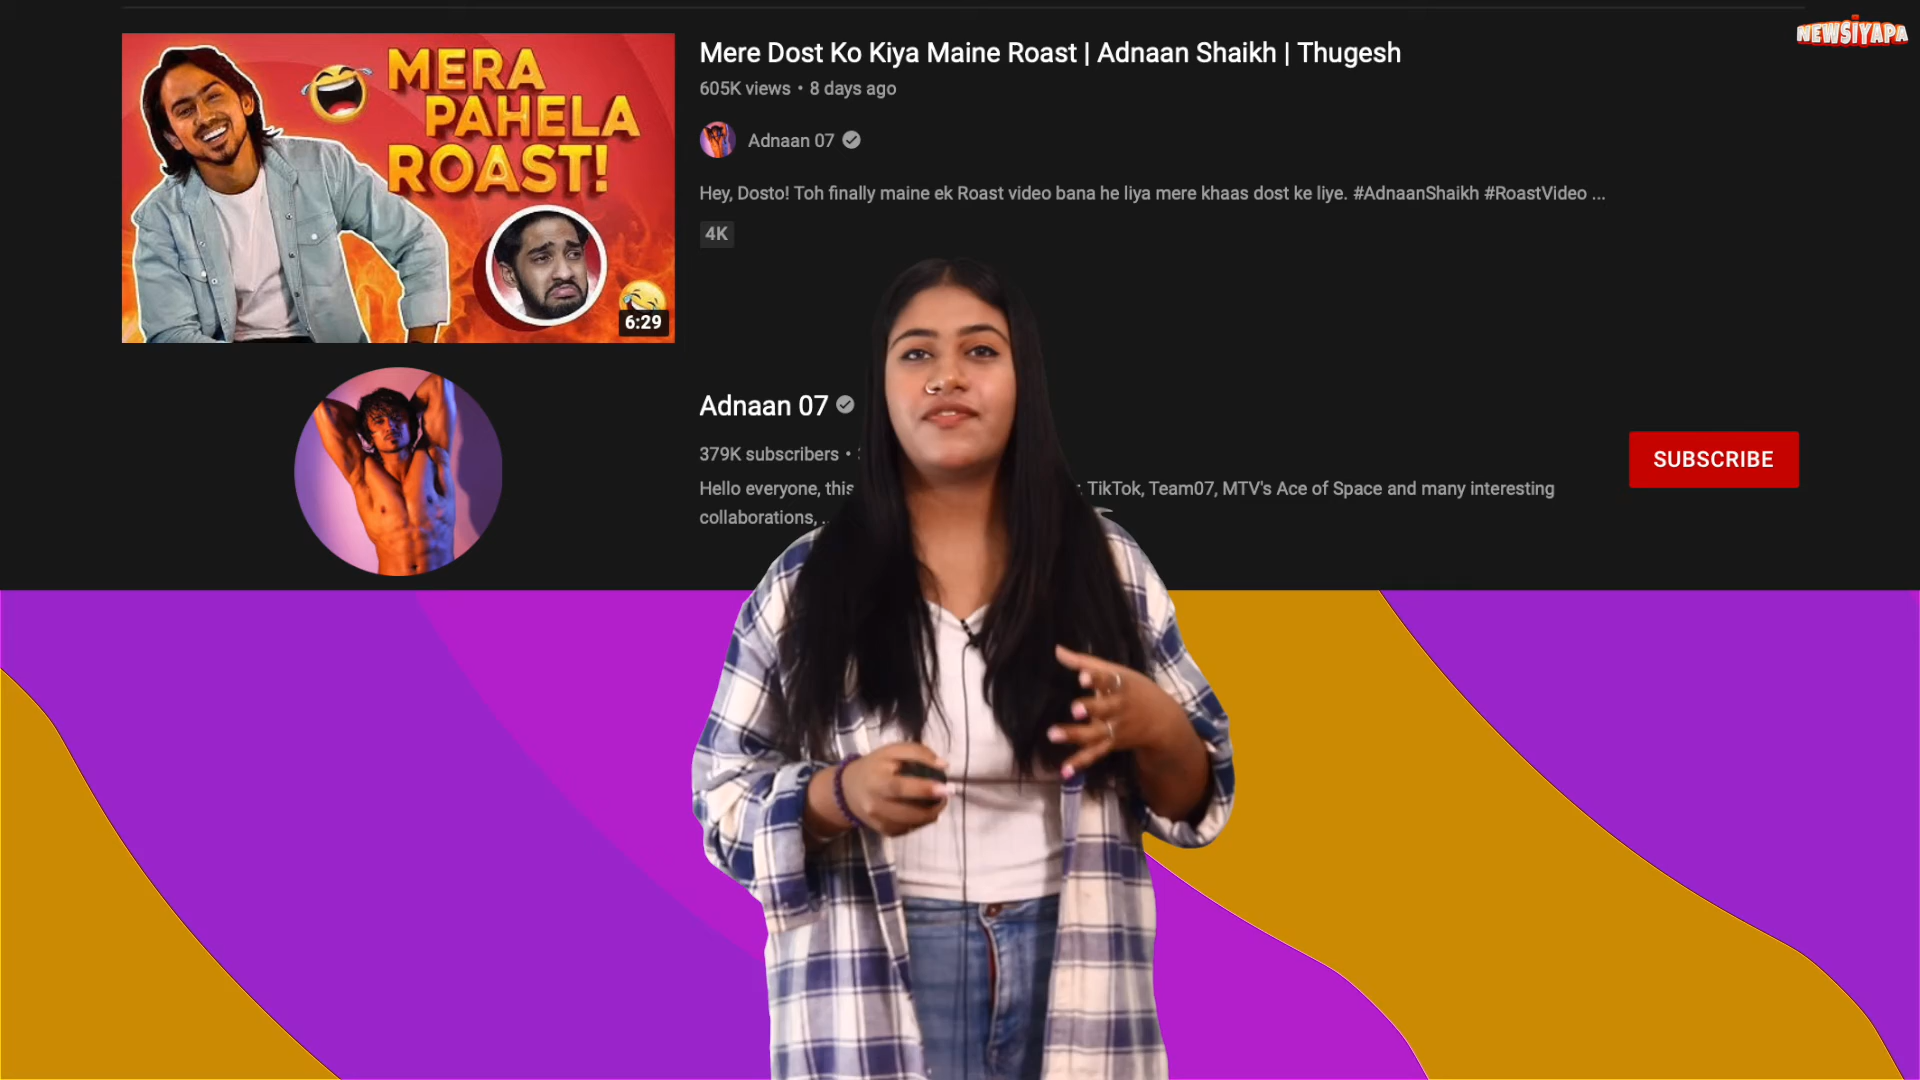 NEWSIYAPA
MERA
PAHELA
ROAST!
6:29
Mere Dost Ko Kiya Maine Roast | Adnaan Shaikh | Thugesh
605K views • 8 days ago
Adnaan 07
Hey, Dosto! Toh finally maine ek Roast video bana he liya mere khaas dost ke liye. #AdnaanShaikh #RoastVideo ...
4K
Adnaan 07
379K subscribers •
Hello everyone, this TikTok, Team07, MTV's Ace of Space and many interesting
collaborations, ..
SUBSCRIBE